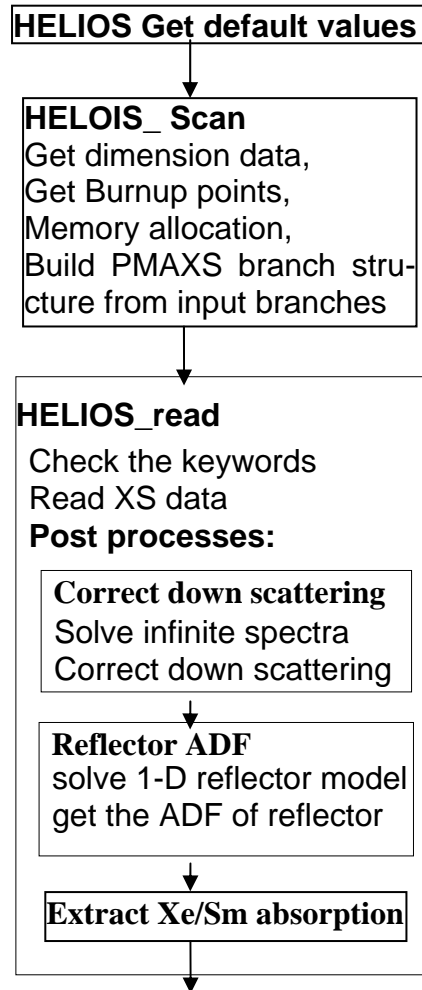 HELIOS Get default values
HELOIS_ Scan
Get dimension data,
Get Burnup points,
Memory allocation,
Build PMAXS branch stru-
cture from input branches
HELIOS_read
Check the keywords
Read XS data
Post processes:
Correct down scattering
Solve infinite spectra
Correct down scattering
Reflector ADF
solve 1-D reflector model
get the ADF of reflector
Extract Xe/Sm absorption